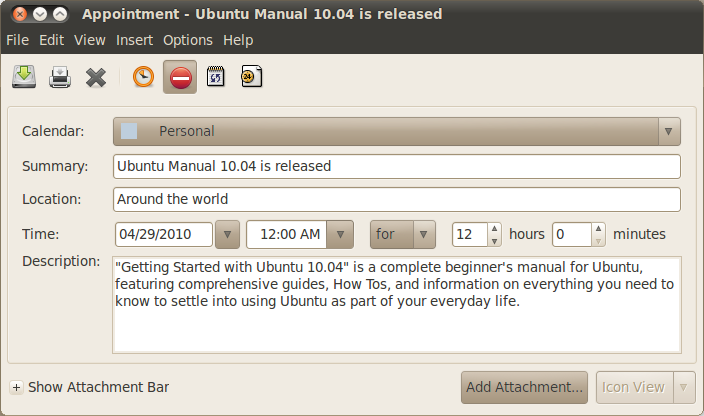 Appointment - Ubuntu Manual 10.04 is released
File Edit View Insert Options Help
24
Calendar: Personal
Summary: Ubuntu Manual 10.04 is released
Location: Around the world
Time: 04/29/2010 12:00 AM for 12 hours 0 minutes
Description: "Getting Started with Ubuntu 10.04" is a complete beginner's manual for Ubuntu,
featuring comprehensive guides, How Tos, and information on everything you need to
know to settle into using Ubuntu as part of your everyday life.
Show Attachment Bar Add Attachment... Icon View